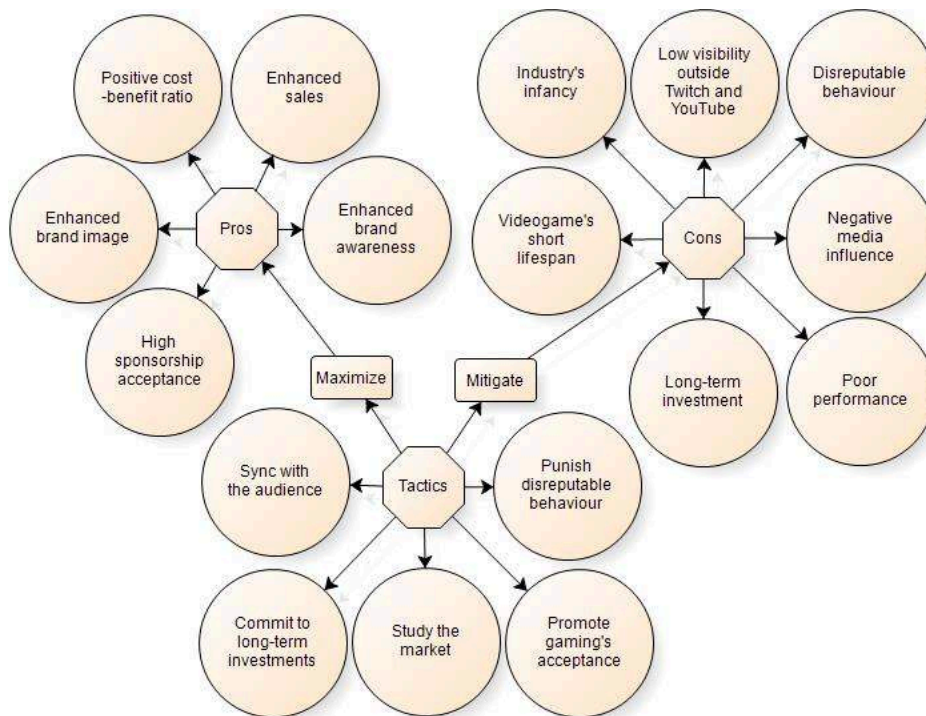 Positive cost
-benefit ratio
Enhanced
sales
Enhanced
brand image
Pros
Enhanced
brand
awareness
High
sponsorship
acceptance
Industry's
infancy
Low visibility
outside
Twitch and
YouTube
Disreputable
behaviour
Videogame's
short
lifespan
Cons
Negative
media
influence
Long-term
investment
Poor
performance
Maximize
Mitigate
Sync with
the audience
Tactics
Punish
disreputable
behaviour
Commit to
long-term
investments
Study the
market
Promote
gaming's
acceptance